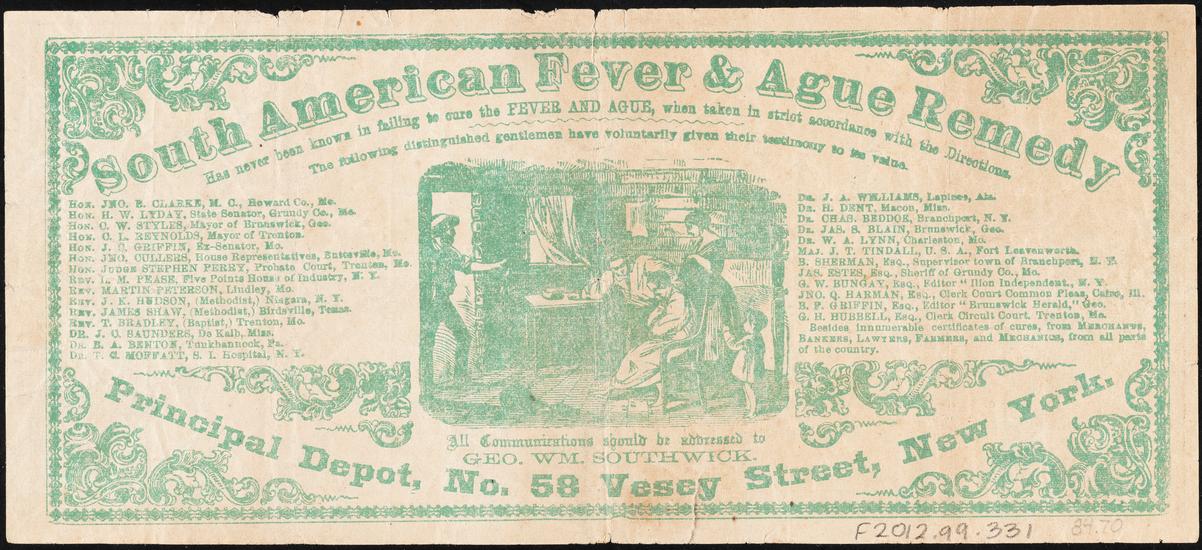 South American Fever & Ague Remedy
Has never been known in failing to cure the FEVER AND AGUE, when taken in strict accordance with the Directions.
The following distinguished gentlemen have voluntarily given their testimony to its value.
HON. JNO. B. CLARKE, M. C., Howard Co., Mo.
HON. H. W. LYDAY, State Senator, Grundy Co., Mo.
HON. C. W. STYLES, Mayor of Brunswick, Geo.
HON. C. L. REYNOLDS, Mayor of Trenton.
HON. J. C. GRIFFIN, Ex-Senator, Mo.
HON. JNO. CULLERS, House Representatives, Mo.
HON. JUDGE STEPHEN PERRY, Probate Court, Trenton, Mo.
REV. L. M. PEASE, Five Points House of Industry, N. Y.
REV. MARTIN PETERSON, Lindley, Mo.
REV. J. K. HUDSON, (Methodist,) Niagara, N. Y.
REV. JAMES SHAW, (Methodist,) Birdsville, Texas.
REV. T. BRADLEY, (Baptist,) Trenton, Mo.
DR. J. C. SAUNDERS, De Kalb, Miss.
DR. E. A. BENTON, Tunkhannock, Pa.
DR. T. C. MOFFATT, S. I. Hospital, N. Y.
DR. J. A. WILLIAMS, Ala.
DR. H. DENT, Macon, Miss.
DR. CHAS. BEDDOE, Branchport, N. Y.
DR. JAS. S. BLAIN, Brunswick, Geo.
DR. W. A. LYNN, Charleston, Mo.
MAJ. J. T. TINDALL, U. S. A., Fort Leavenworth.
B. SHERMAN, ESQ., Supervisor town of Branchport, N. Y.
JAS. ESTES, ESQ., Sheriff of Grundy Co., Mo.
G. W. BUNGAY, ESQ., Editor "Ilion Independent," N. Y.
JNO. Q. HARMAN, ESQ., Clerk Court Common Pleas, Cairo, Ill.
B. F. GRIFFIN, ESQ., Editor "Brunswick Herald," Geo.
G. H. HUBBELL, ESQ., Clerk Circuit Court, Trenton, Mo.
Besides innumerable certificates of cures, from MERCHANTS,
BANKERS, LAWYERS, FARMERS, and MECHANICS, from all parts
of the country.
All Communications should be addressed to
GEO. WM. SOUTHWICK.
Principal Depot, No. 58 Vesey Street, New York.
F2012.99.331
84.70